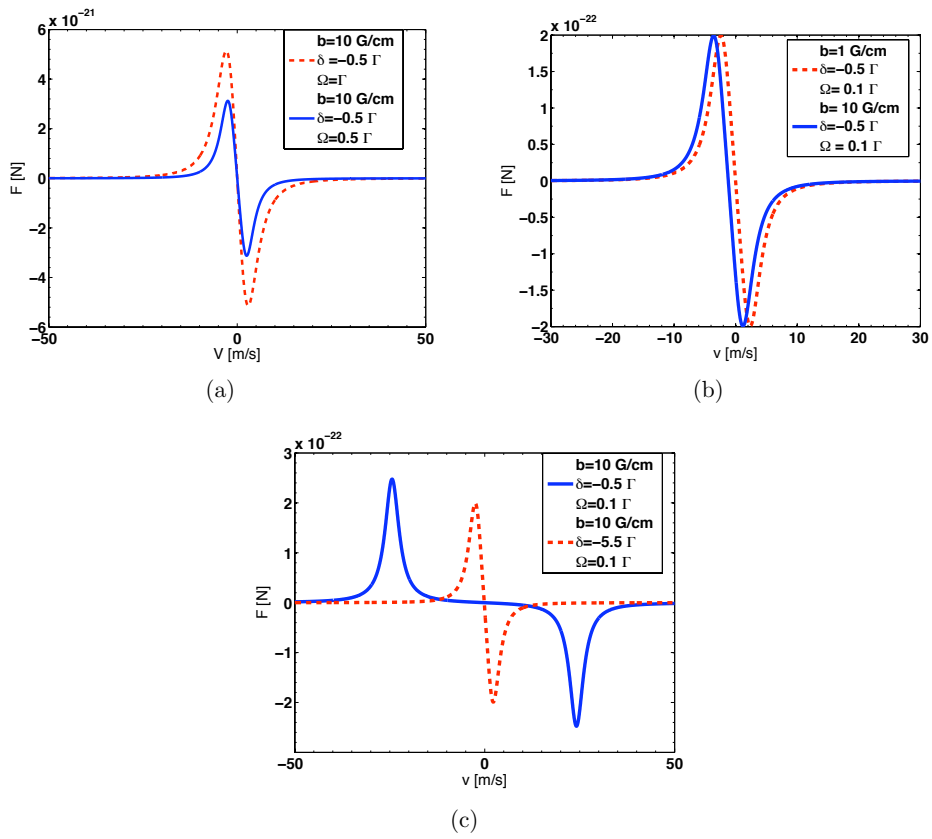 x 10⁻²¹
6
4
2
0
−2
−4
−6
F [N]
−50
0
50
V [m/s]
b=10 G/cm
δ =−0.5 Γ
Ω=Γ
b=10 G/cm
δ=−0.5 Γ
Ω=0.5 Γ
(a)
x 10⁻²²
2
1.5
1
0.5
0
−0.5
−1
−1.5
−2
F [N]
−30
−20
−10
0
10
20
30
v [m/s]
b=1 G/cm
δ=−0.5 Γ
Ω= 0.1 Γ
b= 10 G/cm
δ=−0.5 Γ
Ω = 0.1 Γ
(b)
x 10⁻²²
3
2
1
0
−1
−2
F [N]
−50
0
50
v [m/s]
b=10 G/cm
δ=−0.5 Γ
Ω=0.1 Γ
b=10 G/cm
δ=−5.5 Γ
Ω=0.1 Γ
(c)